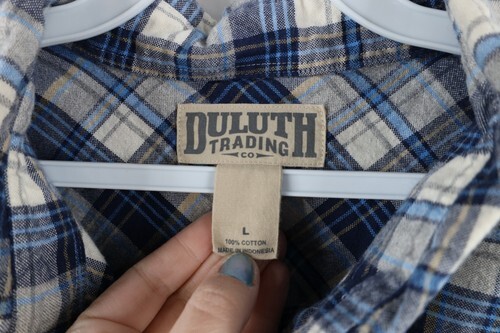 DULUTH
TRADING
CO
L
100% COTTON
MADE IN INDONESIA